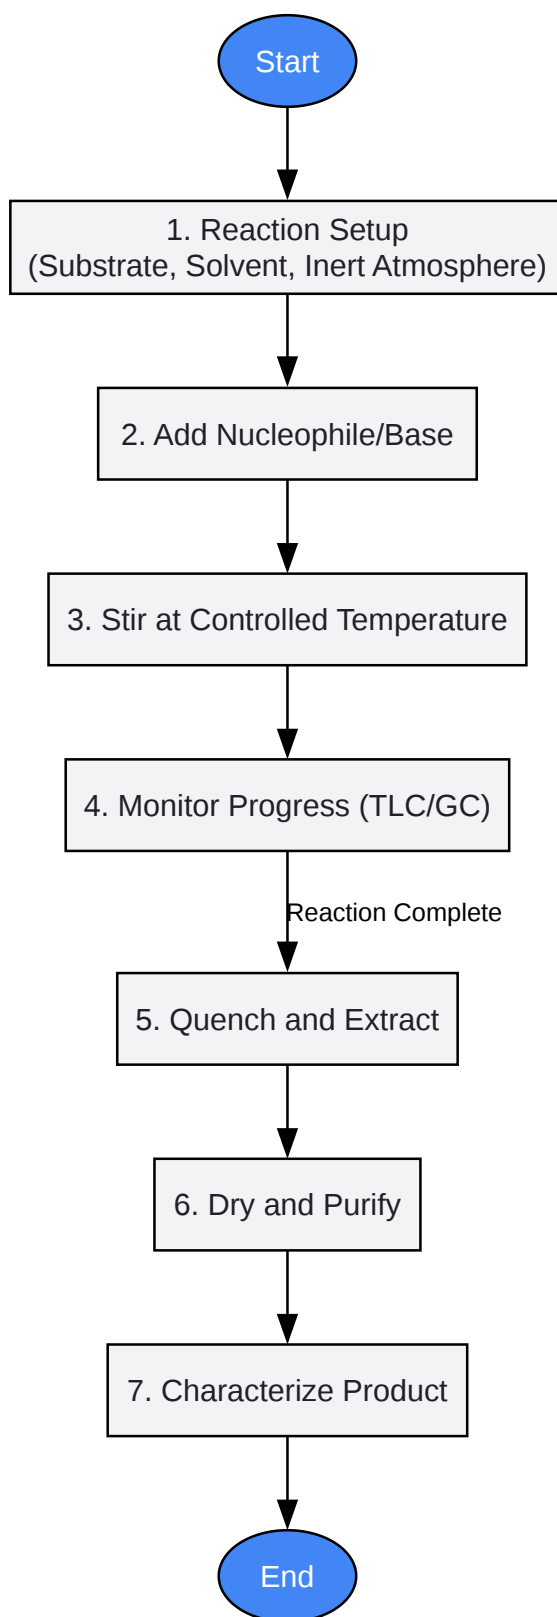 Start
1. Reaction Setup
(Substrate, Solvent, Inert Atmosphere)
2. Add Nucleophile/Base
3. Stir at Controlled Temperature
4. Monitor Progress (TLC/GC)
Reaction Complete
5. Quench and Extract
6. Dry and Purify
7. Characterize Product
End